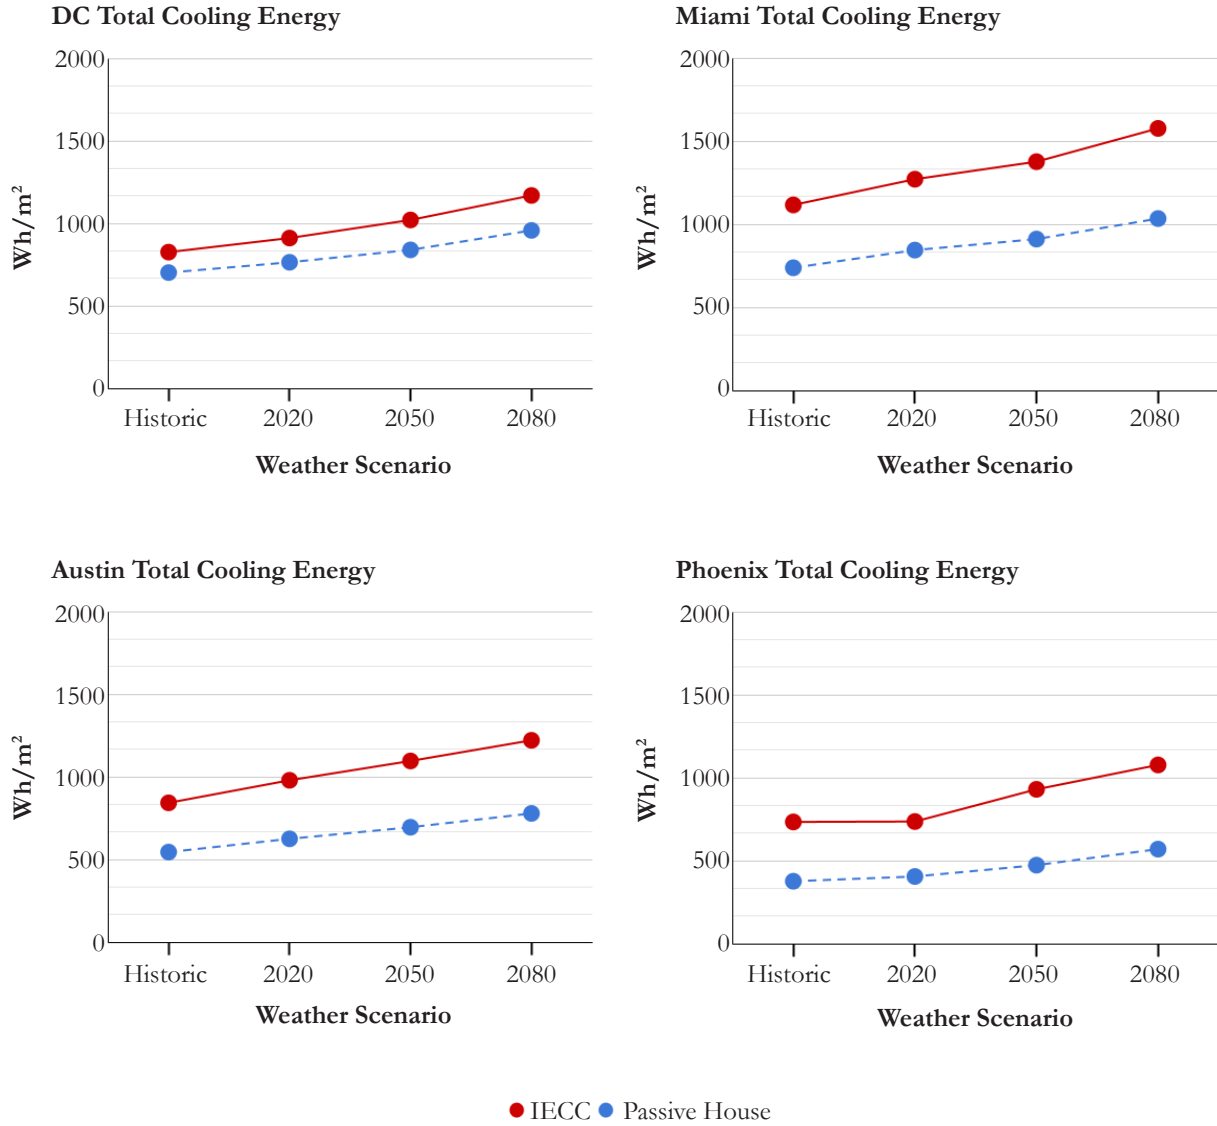 DC Total Cooling Energy
2000
1500
1000
500
0
Wh/m²
Historic 2020 2050 2080
Weather Scenario
Miami Total Cooling Energy
2000
1500
1000
500
0
Wh/m²
Historic 2020 2050 2080
Weather Scenario
Austin Total Cooling Energy
2000
1500
1000
500
0
Wh/m²
Historic 2020 2050 2080
Weather Scenario
Phoenix Total Cooling Energy
2000
1500
1000
500
0
Wh/m²
Historic 2020 2050 2080
Weather Scenario
IECC Passive House